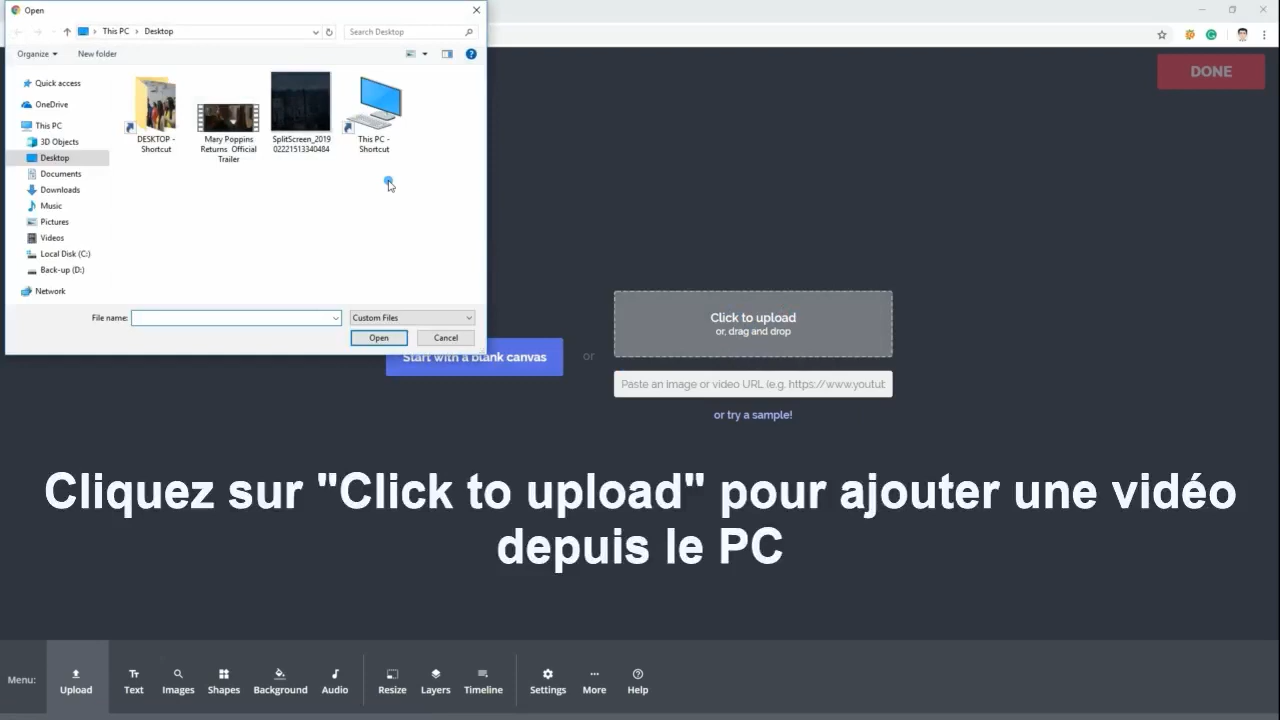 Open
This PC
Desktop
Search Desktop
Organize
New folder
Quick access
OneDrive
This PC
3D Objects
Desktop
Documents
Downloads
Music
Pictures
Videos
Local Disk (C:)
Back-up (D:)
Network
DESKTOP -
Shortcut
Mary Poppins
Returns Official
Trailer
SplitScreen_2019
02221513340484
This PC -
Shortcut
File name:
Custom Files
Open
Cancel
DONE
Start with a blank canvas
or
Click to upload
or, drag and drop
Paste an image or video URL (e.g. https://www.youtut
or try a sample!
Cliquez sur "Click to upload" pour ajouter une vidéo
depuis le PC
Menu:
Upload
Text
Images
Shapes
Background
Audio
Resize
Layers
Timeline
Settings
More
Help